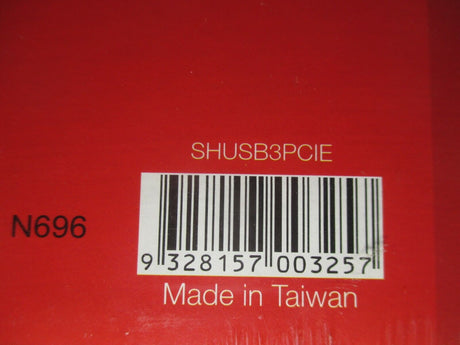 SHUSB3PCIE
N696
9 328157 003257
Made in Taiwan